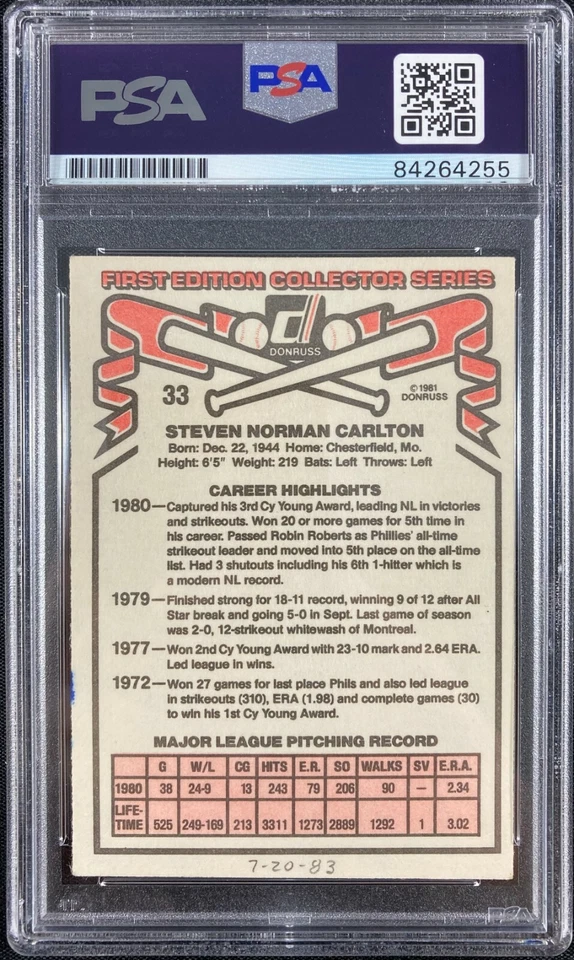 PSA
PSA
84264255
FIRST EDITION COLLECTOR SERIES
d
DONRUSS
33
© 1981
DONRUSS
STEVEN NORMAN CARLTON
Born: Dec. 22, 1944 Home: Chesterfield, Mo.
Height: 6'5" Weight: 219 Bats: Left Throws: Left
CAREER HIGHLIGHTS
1980—Captured his 3rd Cy Young Award, leading NL in victories
and strikeouts. Won 20 or more games for 5th time in
his career. Passed Robin Roberts as Phillies' all-time
strikeout leader and moved into 5th place on the all-time
list. Had 3 shutouts including his 6th 1-hitter which is
a modern NL record.
1979—Finished strong for 18-11 record, winning 9 of 12 after All
Star break and going 5-0 in Sept. Last game of season
was 2-0, 12-strikeout whitewash of Montreal.
1977—Won 2nd Cy Young Award with 23-10 mark and 2.64 ERA.
Led league in wins.
1972—Won 27 games for last place Phils and also led league
in strikeouts (310), ERA (1.98) and complete games (30)
to win his 1st Cy Young Award.
MAJOR LEAGUE PITCHING RECORD
G W/L CG HITS E.R. SO WALKS SV E.R.A.
1980 38 24-9 13 243 79 206 90 — 2.34
LIFE-
TIME 525 249-169 213 3311 1273 2889 1292 1 3.02
7-20-83
PSA